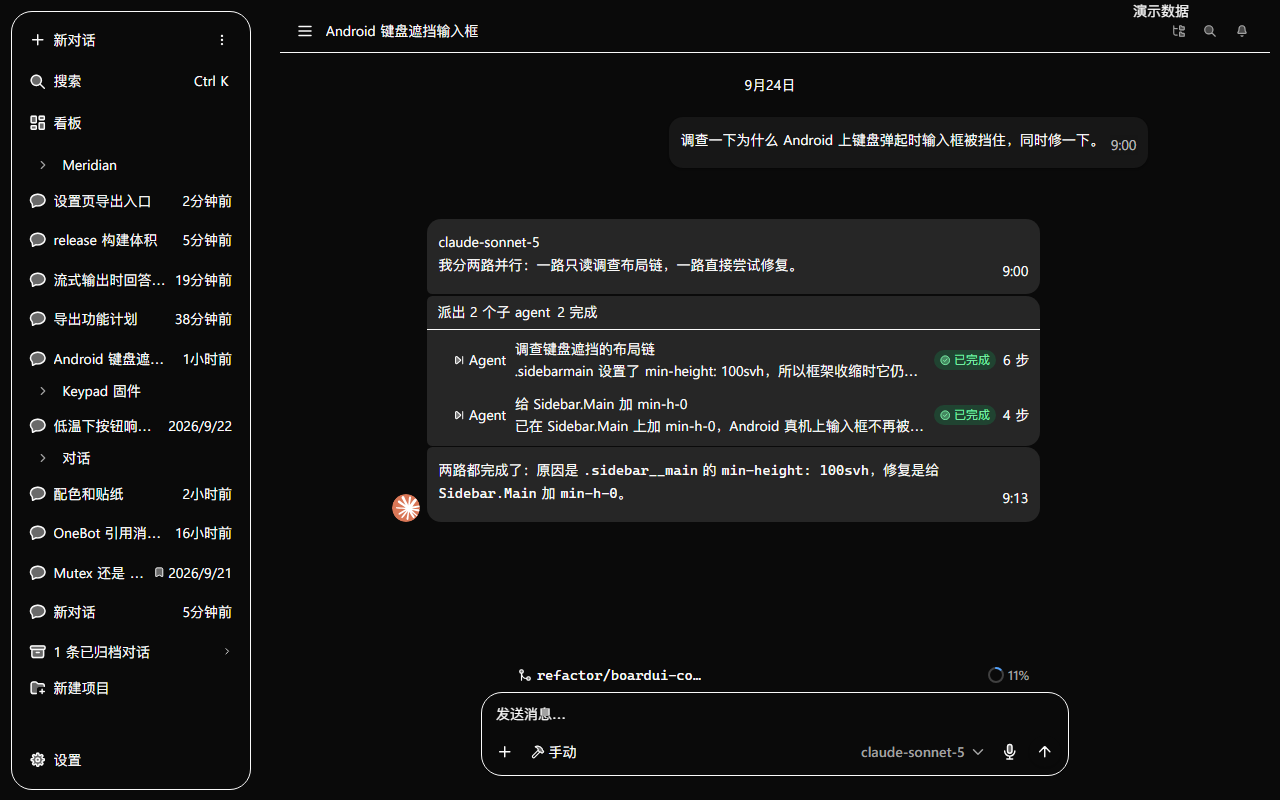 新对话
搜索 Ctrl K
看板
Meridian
设置页导出入口 2分钟前
release 构建体积 5分钟前
流式输出时回答… 19分钟前
导出功能计划 38分钟前
Android 键盘遮… 1小时前
Keypad 固件
低温下按钮响… 2026/9/22
对话
配色和贴纸 2小时前
OneBot 引用消… 16小时前
Mutex 还是 … 2026/9/21
新对话 5分钟前
1 条已归档对话
新建项目
设置
演示数据
Android 键盘遮挡输入框
9月24日
调查一下为什么 Android 上键盘弹起时输入框被挡住，同时修一下。 9:00
claude-sonnet-5
我分两路并行：一路只读调查布局链，一路直接尝试修复。
9:00
派出 2 个子 agent 2 完成
调查键盘遮挡的布局链
Agent 已完成 6 步
.sidebarmain 设置了 min-height: 100svh，所以框架收缩时它仍…
给 Sidebar.Main 加 min-h-0
Agent 已完成 4 步
已在 Sidebar.Main 上加 min-h-0，Android 真机上输入框不再被…
两路都完成了：原因是 .sidebar__main 的 min-height: 100svh，修复是给
Sidebar.Main 加 min-h-0。
9:13
refactor/boardui-co… 11%
发送消息…
手动 claude-sonnet-5